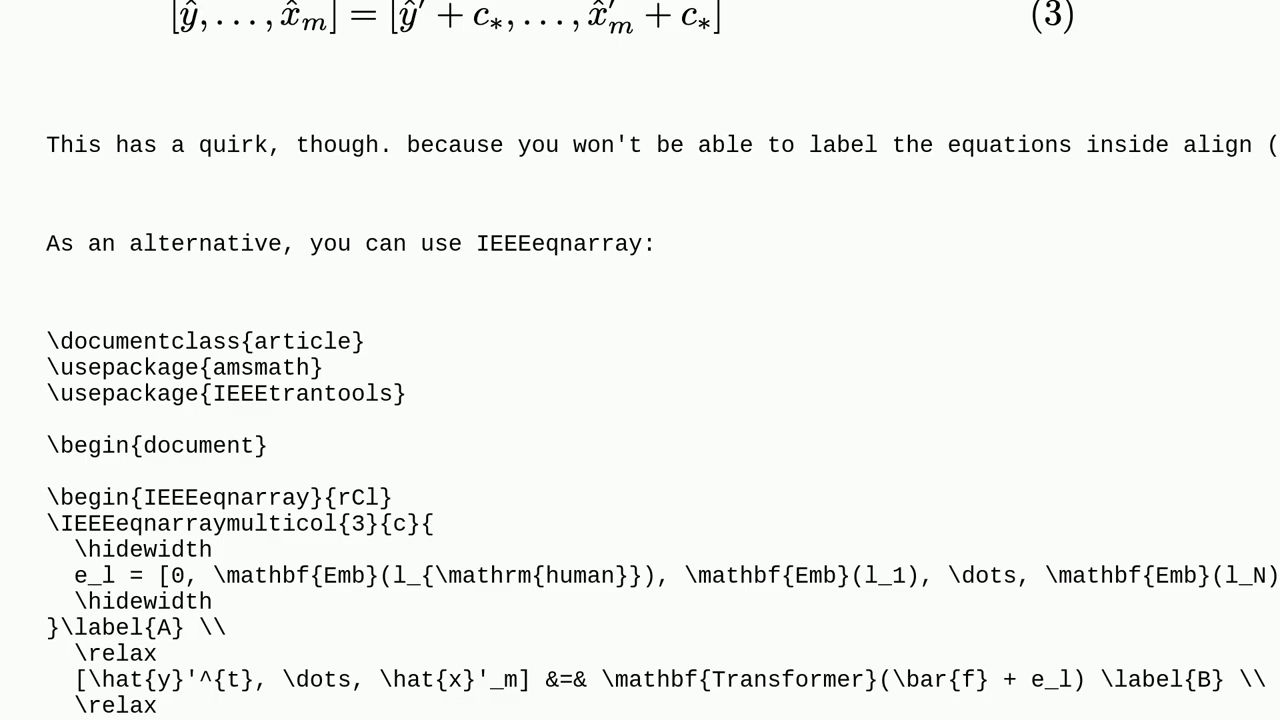 [ŷ, . . . , x̂_m] = [ŷ′ + c_*, . . . , x̂′_m + c_*] (3)
This has a quirk, though. because you won't be able to label the equations inside align (
As an alternative, you can use IEEEeqnarray:
\documentclass{article}
\usepackage{amsmath}
\usepackage{IEEEtrantools}
\begin{document}
\begin{IEEEeqnarray}{rCl}
\IEEEeqnarraymulticol{3}{c}{
  \hidewidth
  e_l = [0, \mathbf{Emb}(l_{\mathrm{human}}), \mathbf{Emb}(l_1), \dots, \mathbf{Emb}(l_N)
  \hidewidth
}\label{A} \\
  \relax
  [\hat{y}'^{t}, \dots, \hat{x}'_m] &=& \mathbf{Transformer}(\bar{f} + e_l) \label{B} \\
  \relax